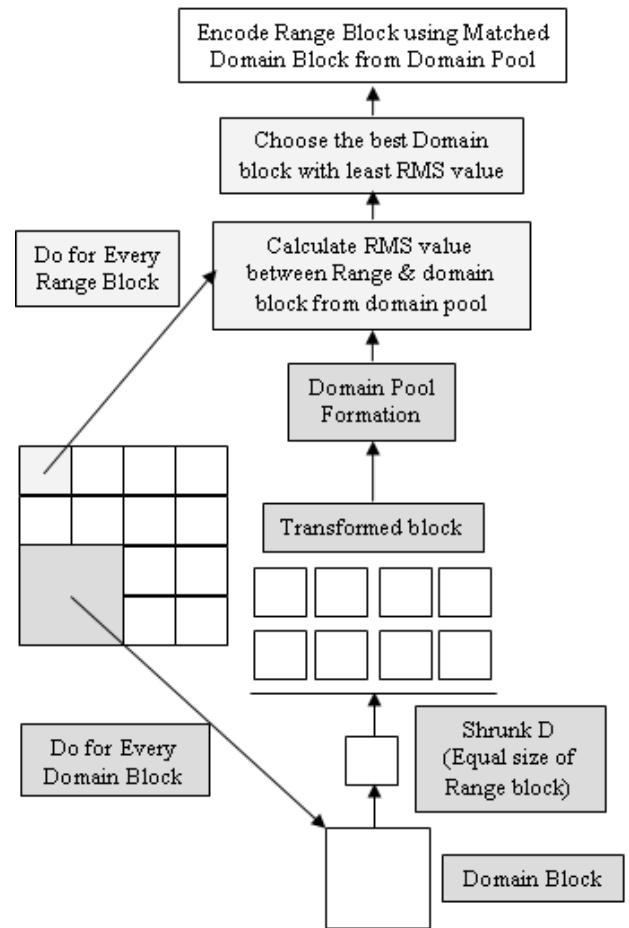 Encode Range Block using Matched
Domain Block from Domain Pool
Choose the best Domain
block with least RMS value
Do for Every
Range Block
Calculate RMS value
between Range & domain
block from domain pool
Domain Pool
Formation
Transformed block
Do for Every
Domain Block
Shrunk D
(Equal size of
Range block)
Domain Block